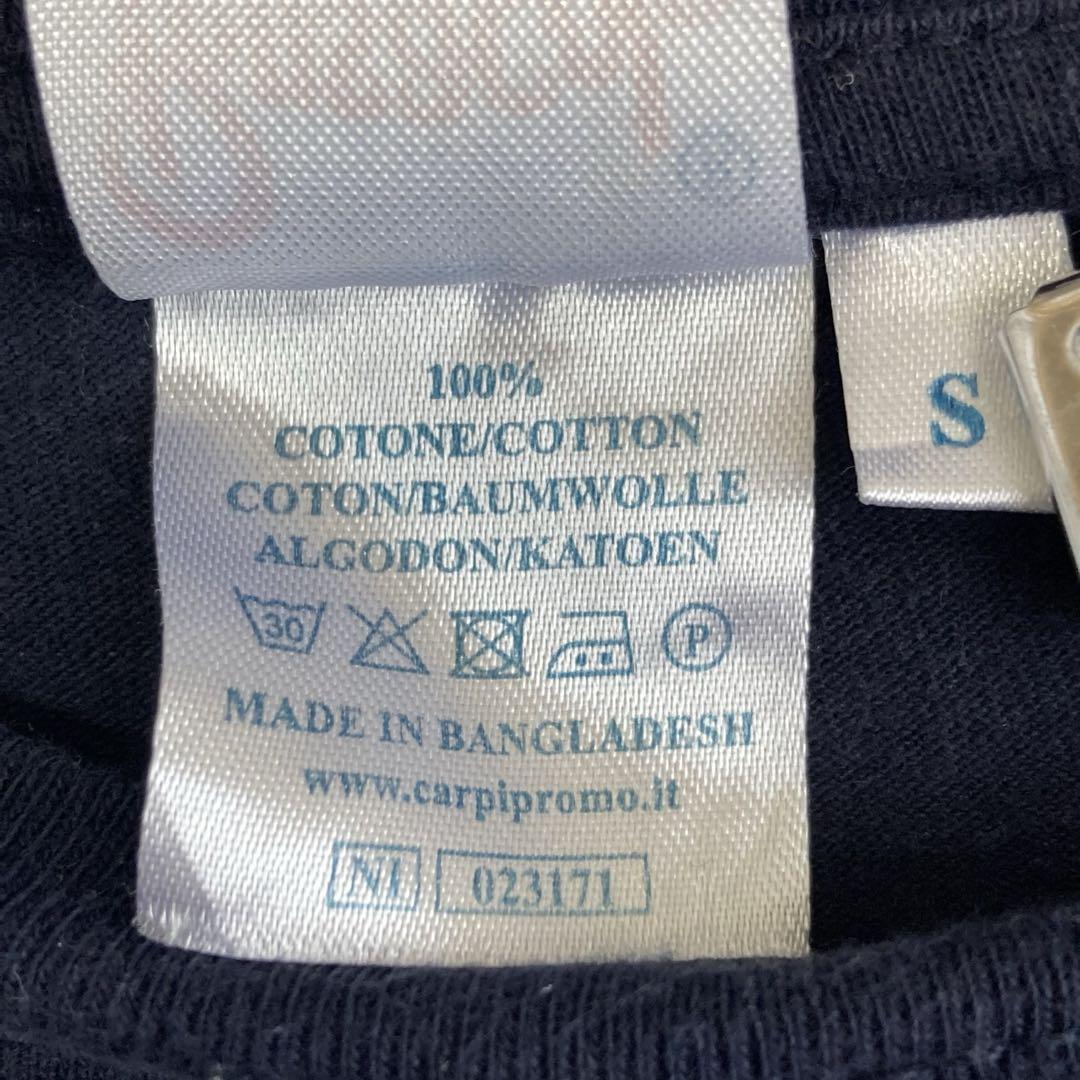 100%
COTONE/COTTON
COTON/BAUMWOLLE
ALGODON/KATOEN
30
P
MADE IN BANGLADESH
www.carpipromo.it
NI 023171
S